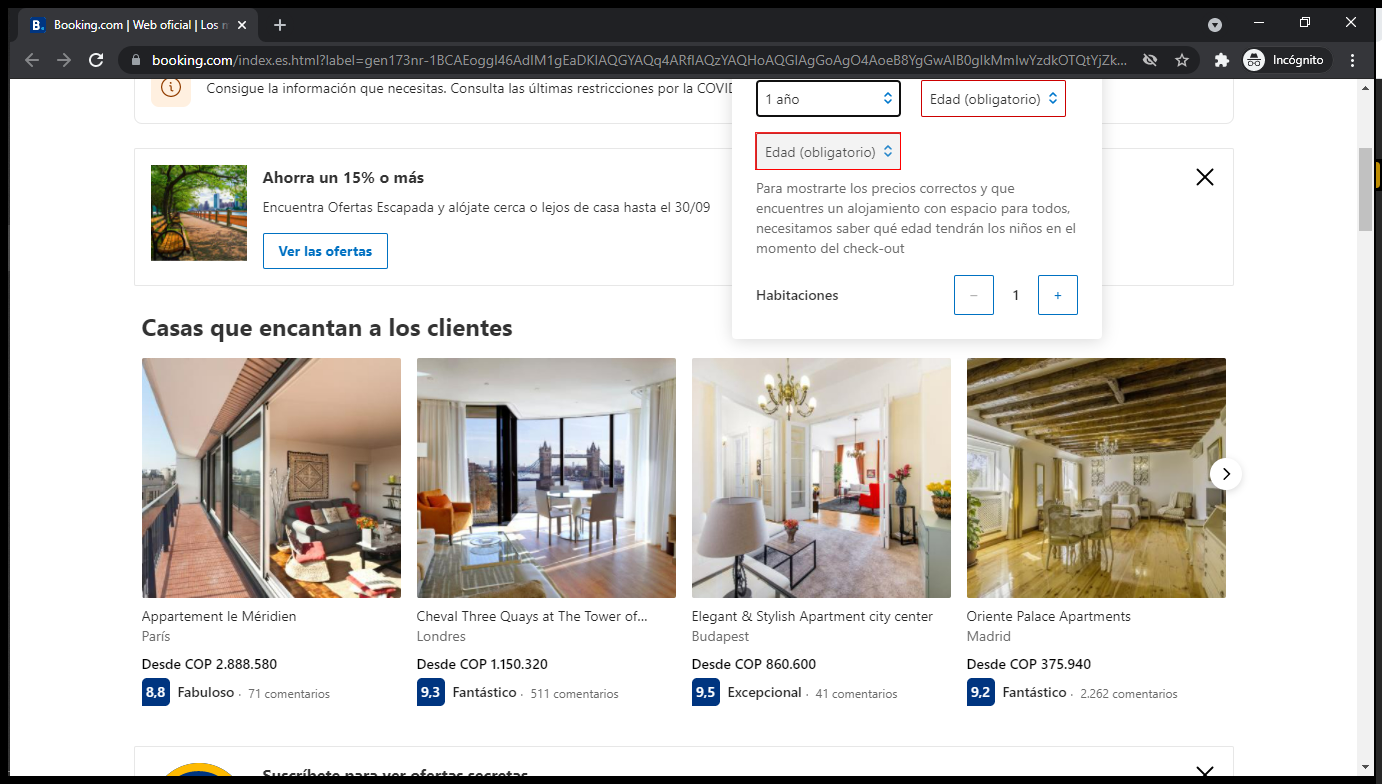 Booking.com | Web oficial | Los
booking.com/index.es.html?label=gen173nr-1BCAEoggI46AdIM1gEaDKIAQGYAQq4ARfIAQzYAQHoAQGIAgGoAgO4AoeB8YgGwAIB0gIkMmIwYzdkOTQtYjZk...
Incógnito
Consigue la información que necesitas. Consulta las últimas restricciones por la COVID
1 año
Edad (obligatorio)
Edad (obligatorio)
Para mostrarte los precios correctos y que
encuentres un alojamiento con espacio para todos,
necesitamos saber qué edad tendrán los niños en el
momento del check-out
Habitaciones
− 1 +
Ahorra un 15% o más
Encuentra Ofertas Escapada y alójate cerca o lejos de casa hasta el 30/09
Ver las ofertas
Casas que encantan a los clientes
Appartement le Méridien
París
Desde COP 2.888.580
8,8 Fabuloso · 71 comentarios
Cheval Three Quays at The Tower of...
Londres
Desde COP 1.150.320
9,3 Fantástico · 511 comentarios
Elegant & Stylish Apartment city center
Budapest
Desde COP 860.600
9,5 Excepcional · 41 comentarios
Oriente Palace Apartments
Madrid
Desde COP 375.940
9,2 Fantástico · 2.262 comentarios
Suscríbete para ver ofertas secretas